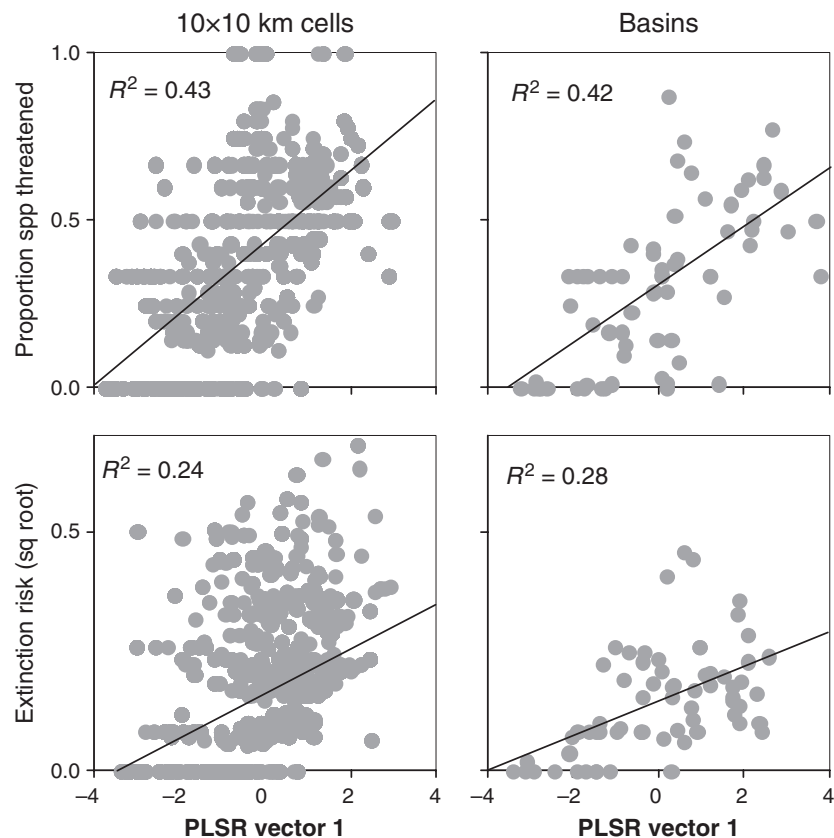 10×10 km cells
Basins
Proportion spp threatened
1.0
0.5
0.0
R² = 0.43
R² = 0.42
Extinction risk (sq root)
0.5
0.0
R² = 0.24
R² = 0.28
−4 −2 0 2 4
−4 −2 0 2 4
PLSR vector 1
PLSR vector 1